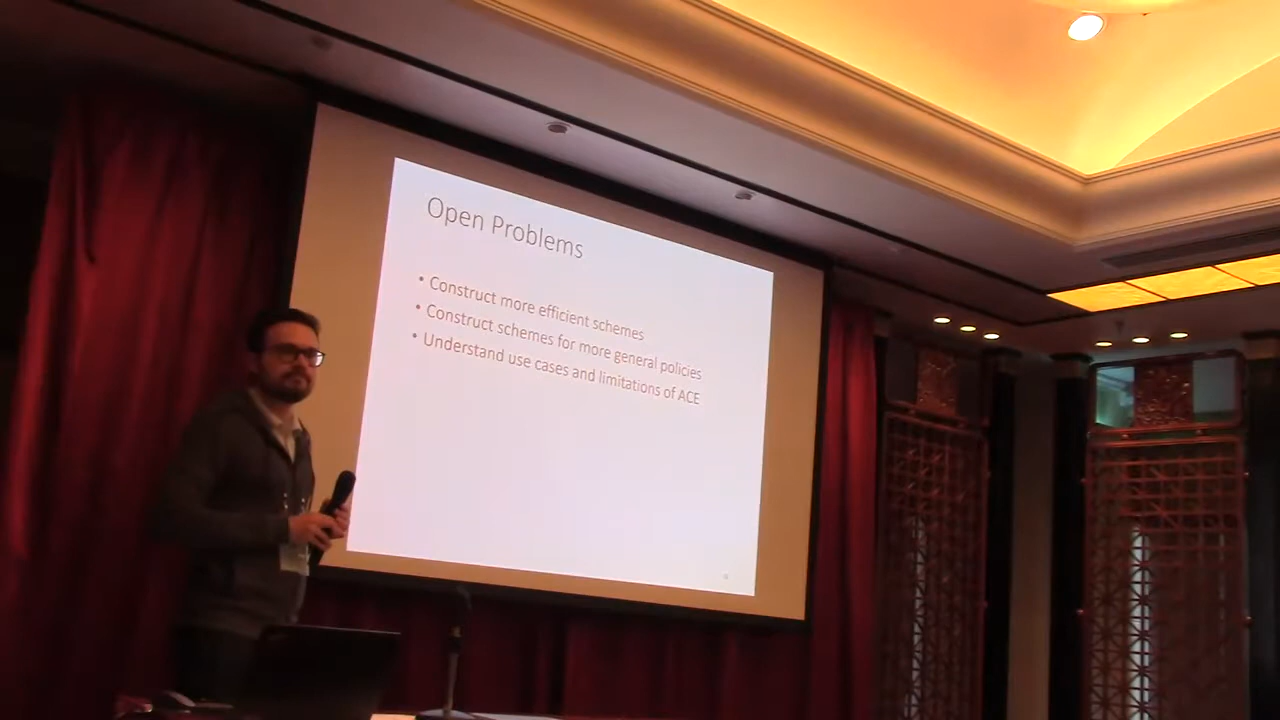 Open Problems
• Construct more efficient schemes
• Construct schemes for more general policies
• Understand use cases and limitations of ACE